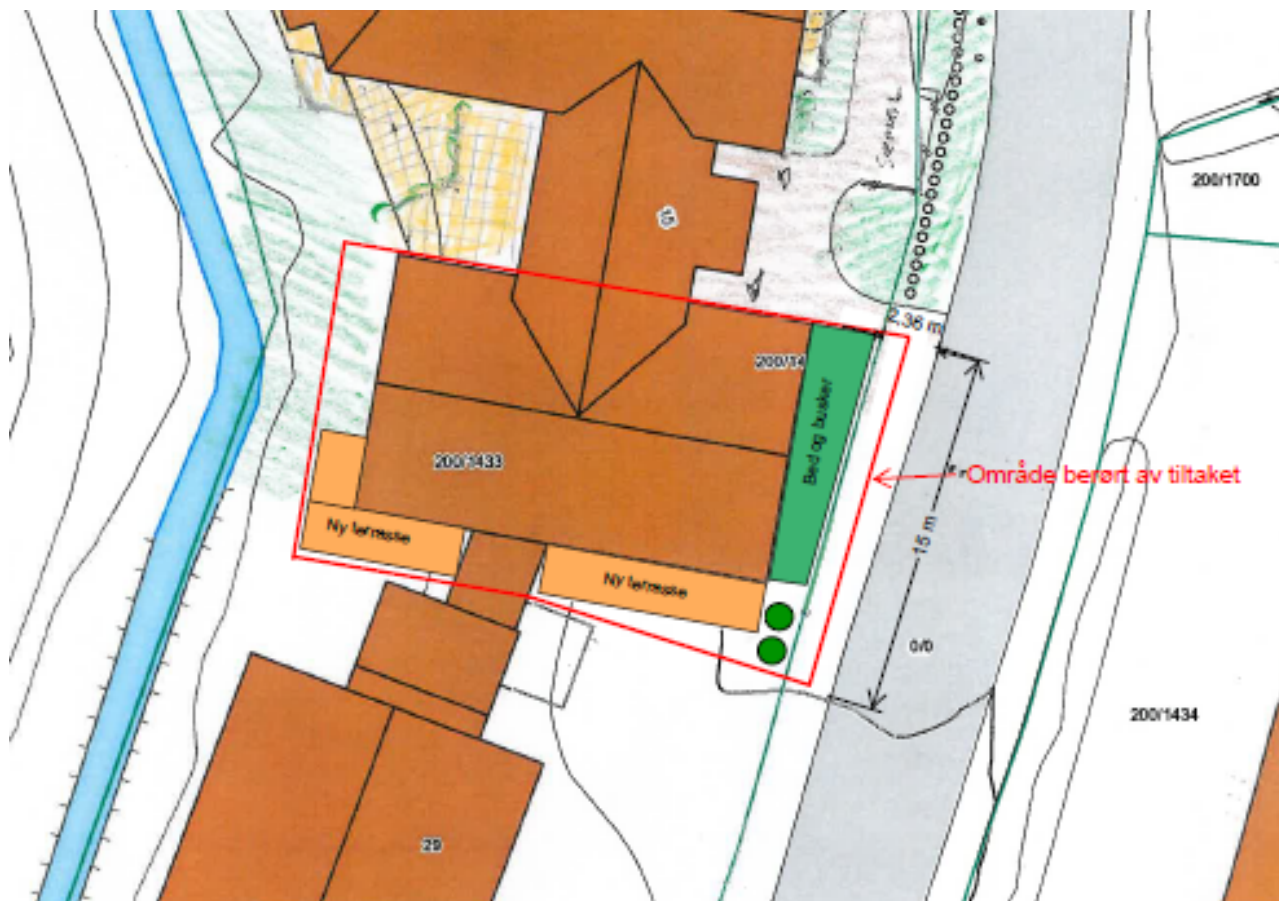 200/1700
15
2,36 m
200/14
Bed og busker
200/1433
Område berørt av tiltaket
Ny terrasse
15 m
Ny terrasse
0/0
200/1434
29